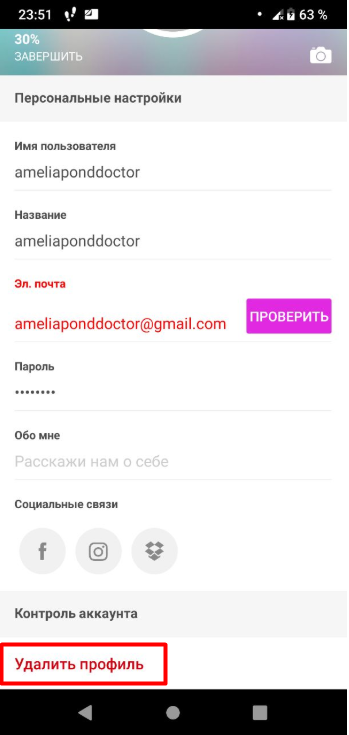 23:51
63 %
30%
ЗАВЕРШИТЬ
Персональные настройки
Имя пользователя
ameliaponddoctor
Название
ameliaponddoctor
Эл. почта
ameliaponddoctor@gmail.com
ПРОВЕРИТЬ
Пароль
••••••••
Обо мне
Расскажи нам о себе
Социальные связи
Контроль аккаунта
Удалить профиль